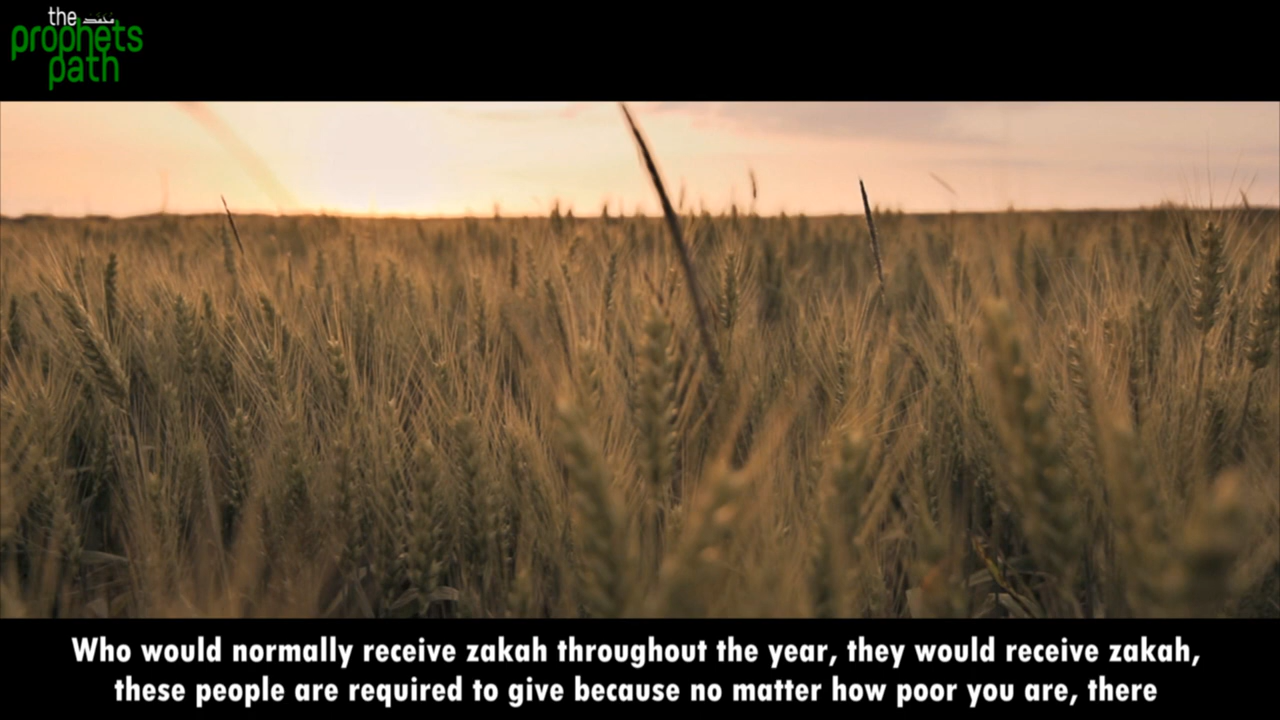 the محمد
prophets
path
Who would normally receive zakah throughout the year, they would receive zakah,
these people are required to give because no matter how poor you are, there